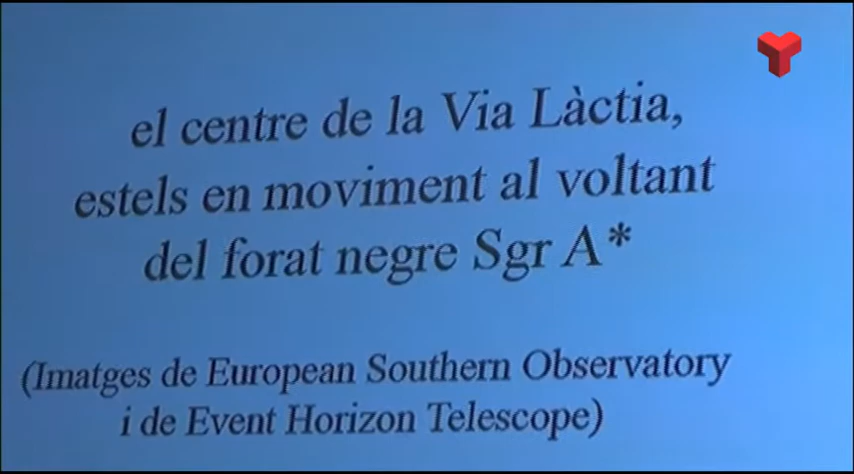 el centre de la Via Làctia,
estels en moviment al voltant
del forat negre Sgr A*
(Imatges de European Southern Observatory
i de Event Horizon Telescope)